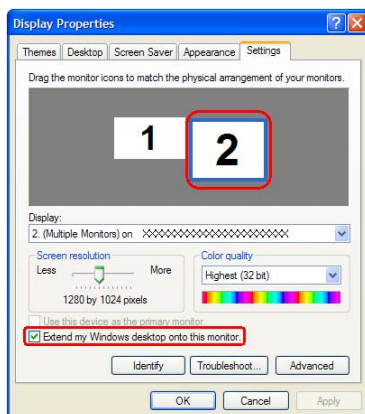 Display Properties
Themes Desktop Screen Saver Appearance Settings
Drag the monitor icons to match the physical arrangement of your monitors.
1 2
Display:
2. (Multiple Monitors) on XXXXXXXXXXXXXXXXXXXXXXXX
Screen resolution Color quality
Less More Highest (32 bit)
1280 by 1024 pixels
Use this device as the primary monitor.
Extend my Windows desktop onto this monitor.
Identify Troubleshoot... Advanced
OK Cancel Apply